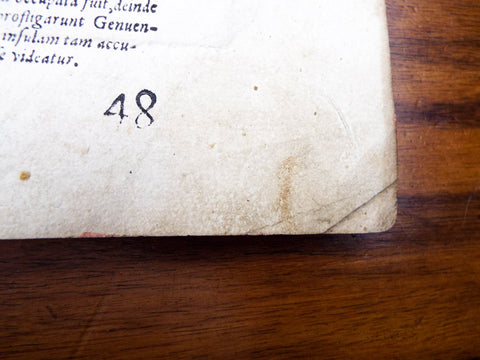 occupata fuit, deinde
profligarunt Genuen-
insulam tam accu-
videatur.
48